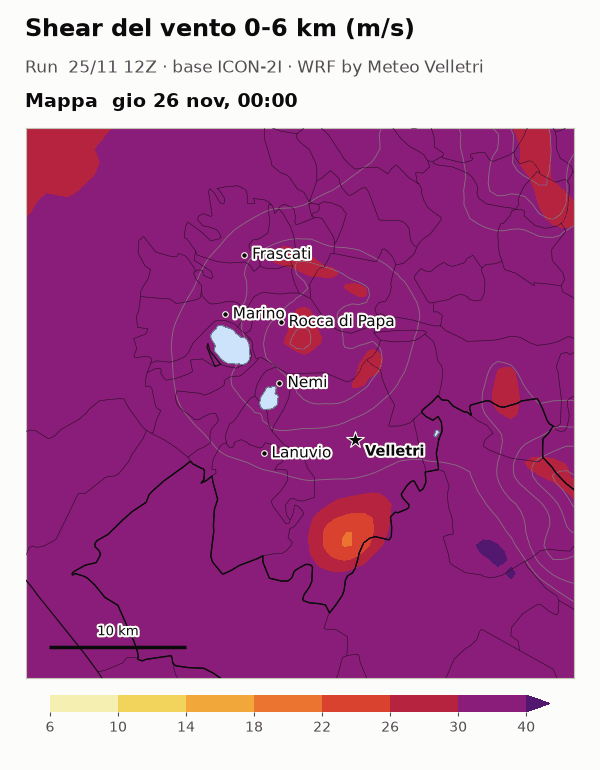 Shear del vento 0-6 km (m/s)
Run  25/11 12Z · base ICON-2I · WRF by Meteo Velletri
Mappa  gio 26 nov, 00:00
Frascati
Marino
Rocca di Papa
Nemi
Velletri
Lanuvio
10 km
6 10 14 18 22 26 30 40